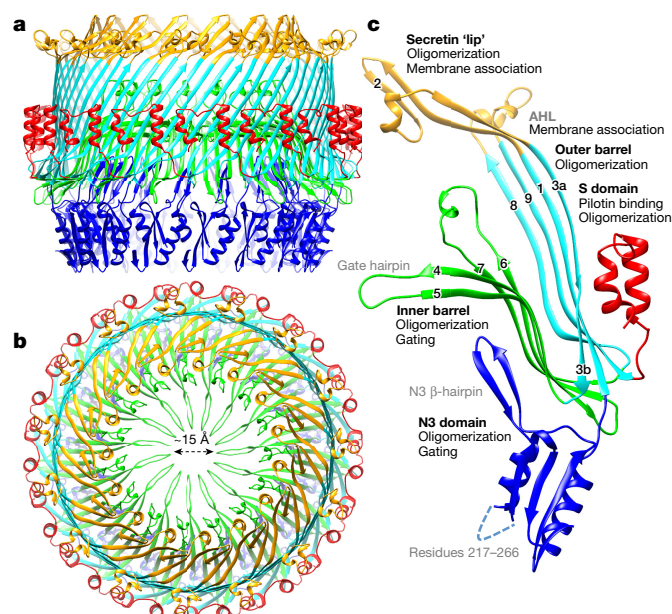 a
c
Secretin ‘lip’
Oligomerization
Membrane association
2
AHL
Membrane association
Outer barrel
Oligomerization
1
3a
9
8
S domain
Pilotin binding
Oligomerization
6
Gate hairpin
4
7
5
Inner barrel
Oligomerization
Gating
b
3b
N3 β-hairpin
~15 Å
N3 domain
Oligomerization
Gating
Residues 217–266